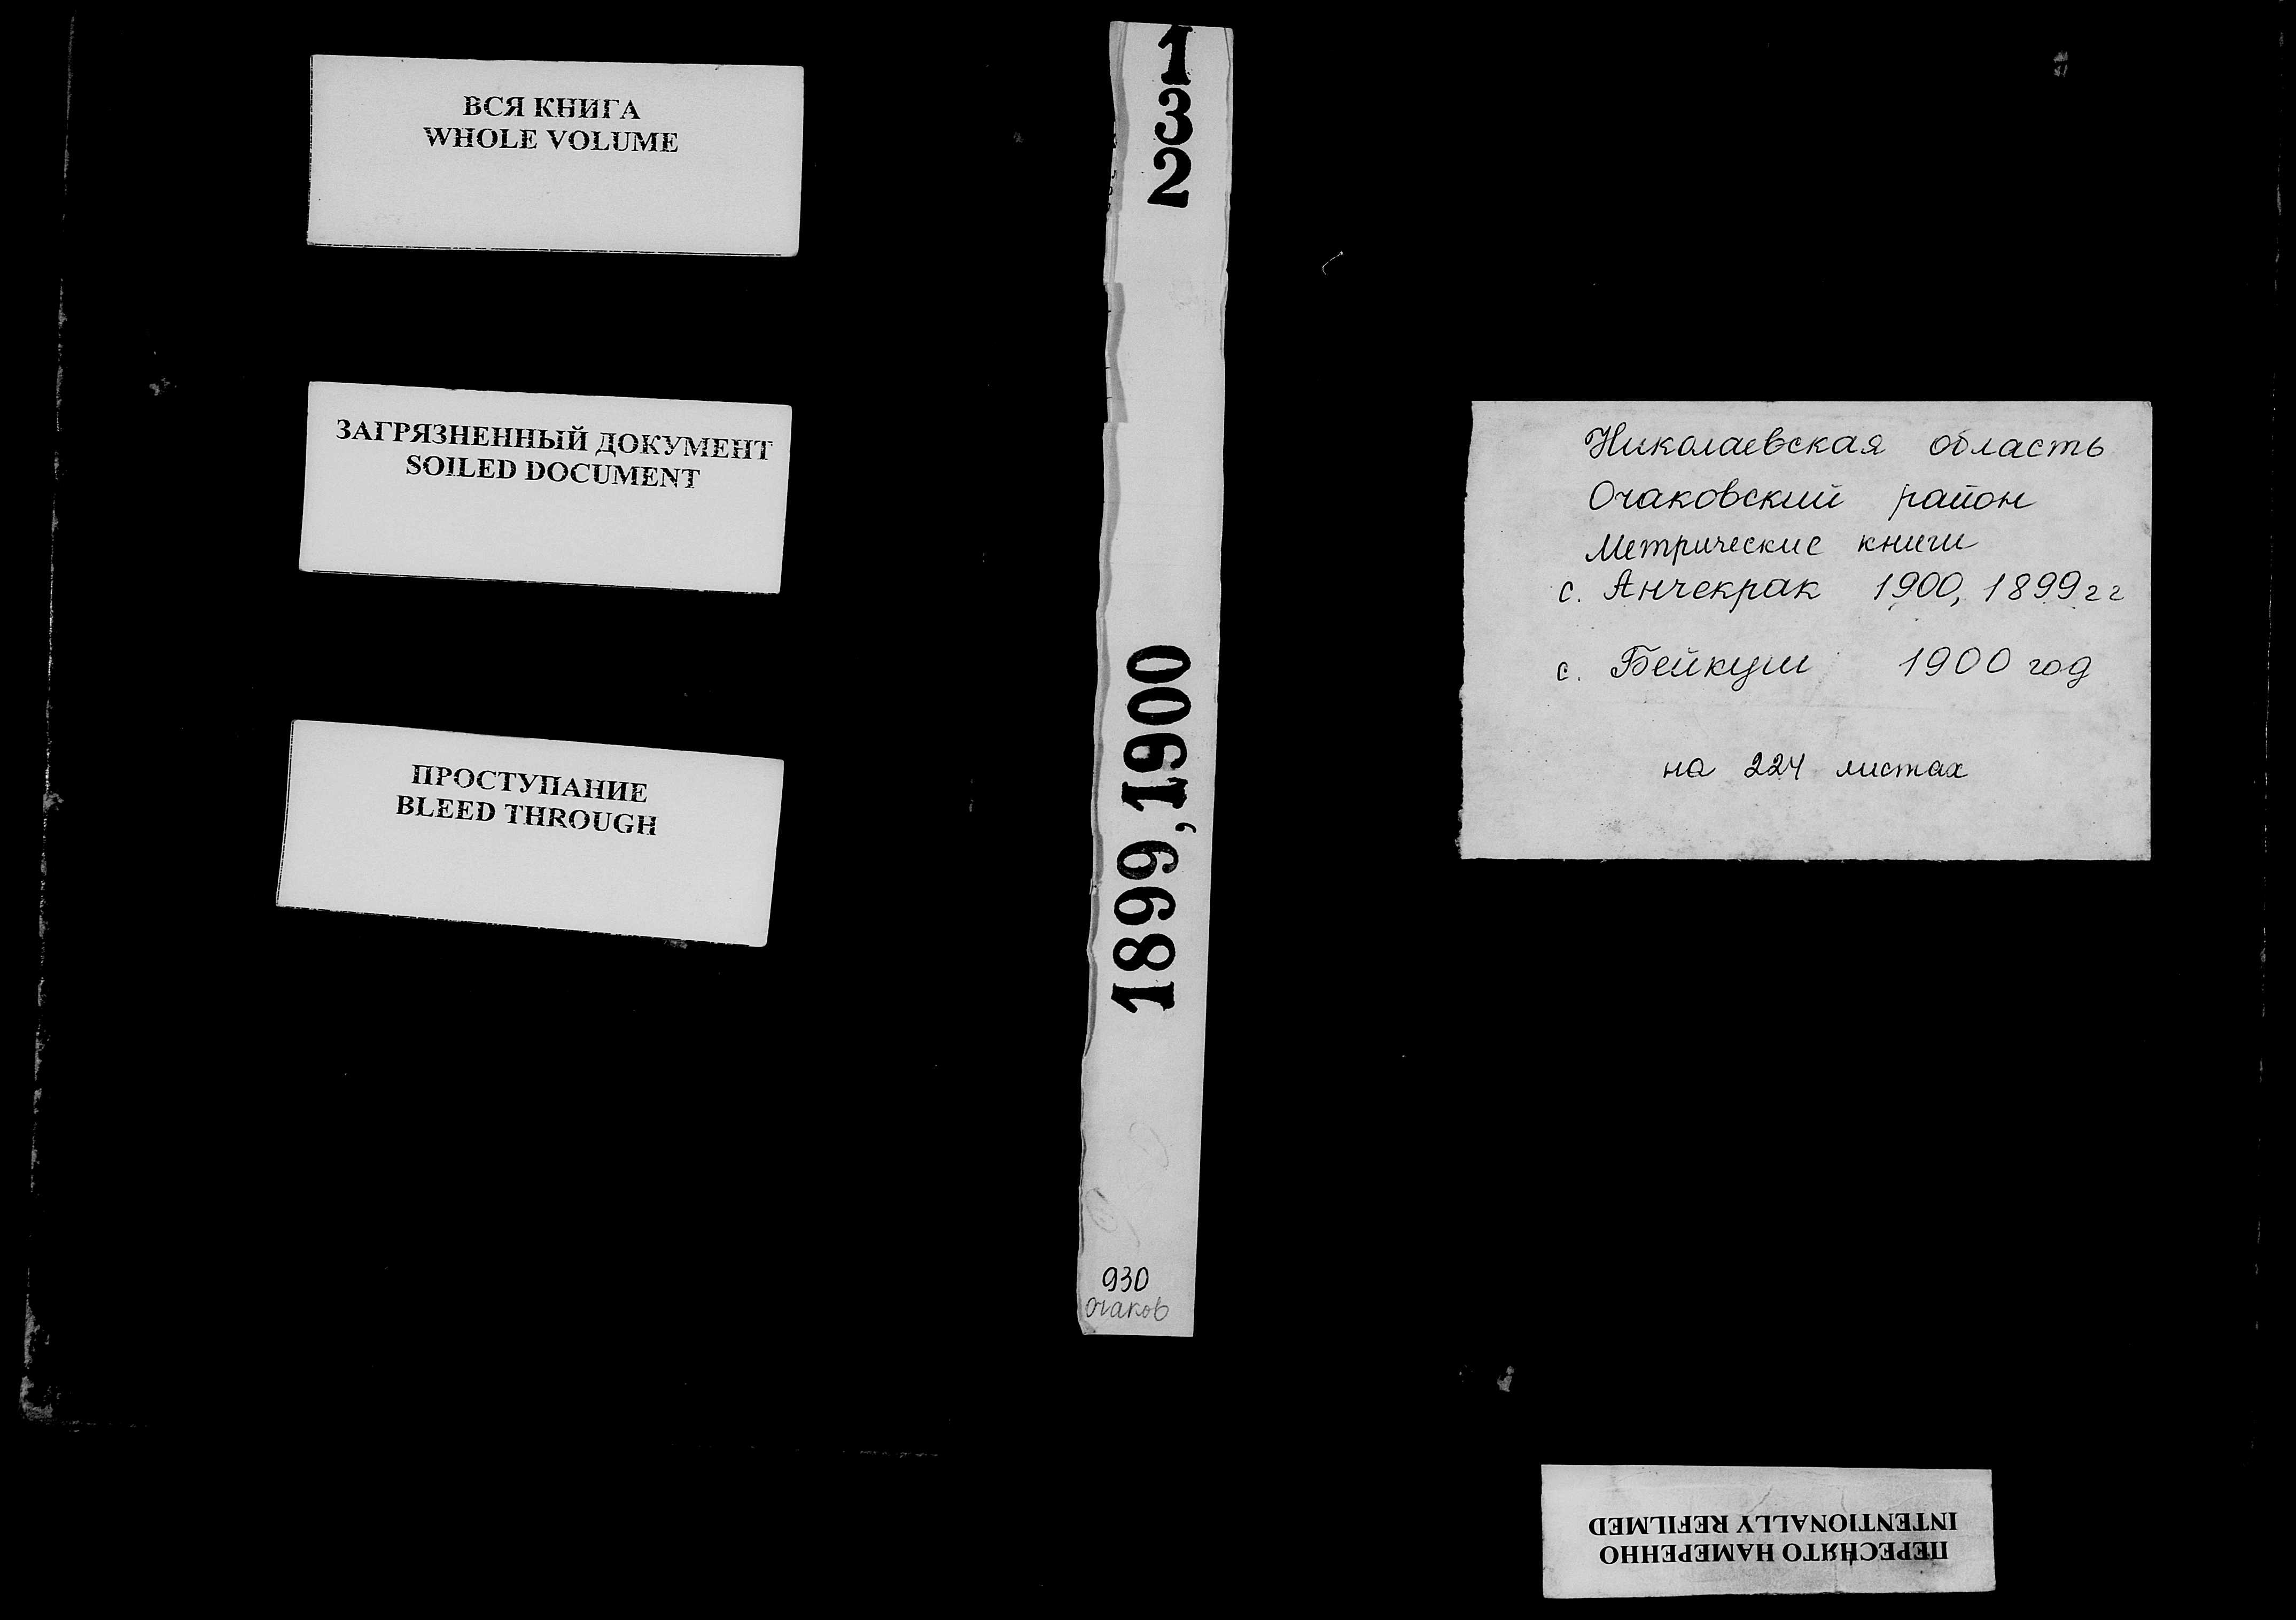 ВСЯ КНИГА
WHOLE VOLUME
ЗАГРЯЗНЕННЫЙ ДОКУМЕНТ
SOILED DOCUMENT
ПРОСТУПАНИЕ
BLEED THROUGH
132
1899,1900
930
Очаков
Николаевская область
Очаковский район
Метрические книги
с. Анчекрак 1900, 1899 г г
с. Бейкуш 1900 год
на 224 листах
ПЕРЕСНЯТО НАМЕРЕННО
INTENTIONALLY REFILMED